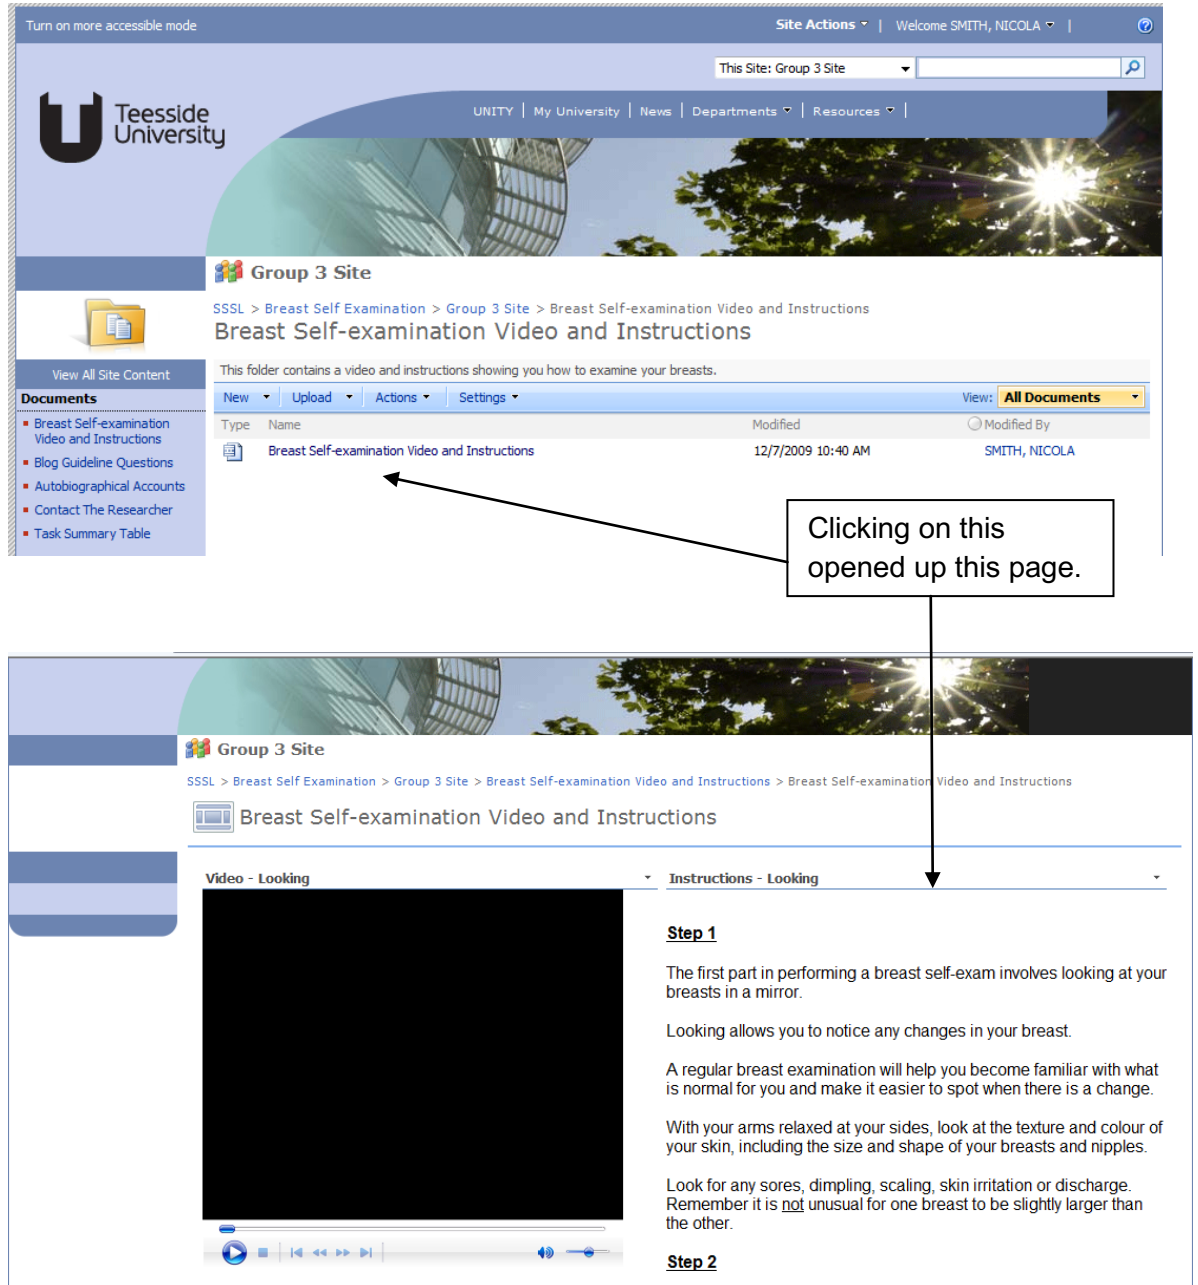 Turn on more accessible mode
Site Actions | Welcome SMITH, NICOLA |
This Site: Group 3 Site
Teesside
University
UNITY | My University | News | Departments | Resources |
Group 3 Site
SSSL > Breast Self Examination > Group 3 Site > Breast Self-examination Video and Instructions
Breast Self-examination Video and Instructions
View All Site Content
This folder contains a video and instructions showing you how to examine your breasts.
Documents
New Upload Actions Settings View: All Documents
Type Name Modified Modified By
Breast Self-examination Video and Instructions 12/7/2009 10:40 AM SMITH, NICOLA
Breast Self-examination
Video and Instructions
Blog Guideline Questions
Autobiographical Accounts
Contact The Researcher
Task Summary Table
Clicking on this
opened up this page.
Group 3 Site
SSSL > Breast Self Examination > Group 3 Site > Breast Self-examination Video and Instructions > Breast Self-examination Video and Instructions
Breast Self-examination Video and Instructions
Video - Looking
Instructions - Looking
Step 1
The first part in performing a breast self-exam involves looking at your
breasts in a mirror.
Looking allows you to notice any changes in your breast.
A regular breast examination will help you become familiar with what
is normal for you and make it easier to spot when there is a change.
With your arms relaxed at your sides, look at the texture and colour of
your skin, including the size and shape of your breasts and nipples.
Look for any sores, dimpling, scaling, skin irritation or discharge.
Remember it is not unusual for one breast to be slightly larger than
the other.
Step 2